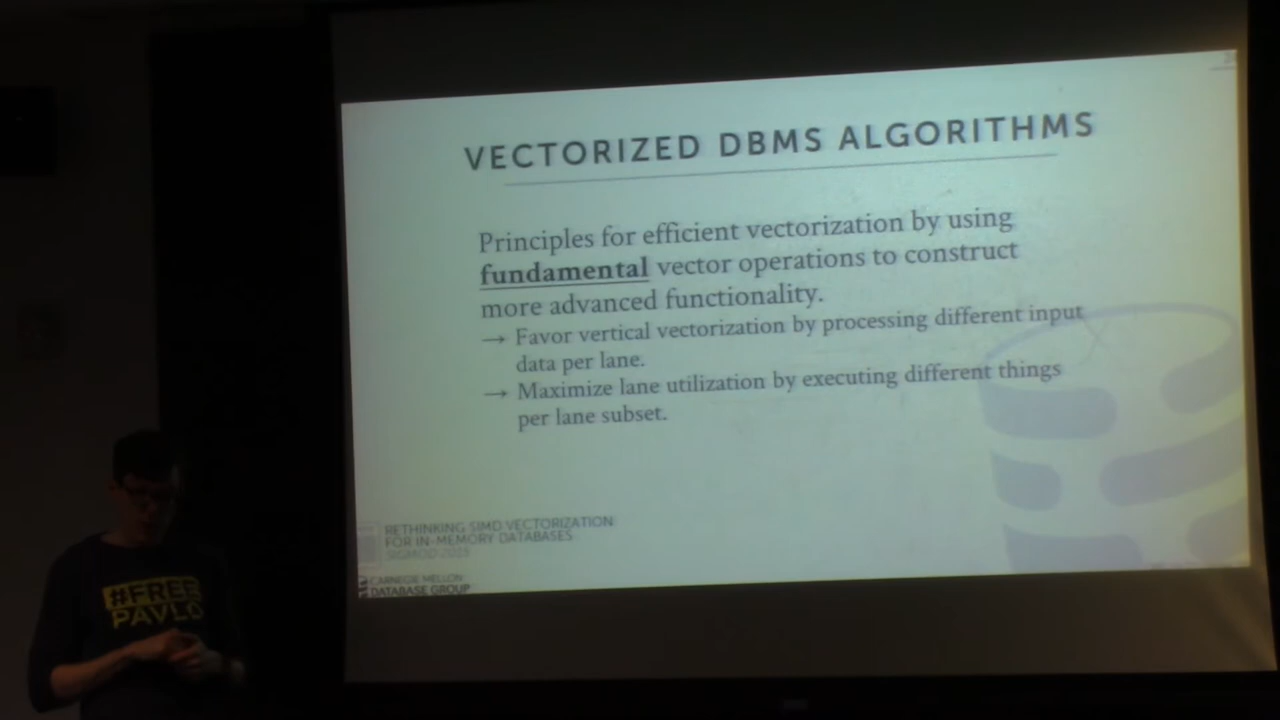 VECTORIZED DBMS ALGORITHMS
Principles for efficient vectorization by using
fundamental vector operations to construct
more advanced functionality.
→ Favor vertical vectorization by processing different input
data per lane.
→ Maximize lane utilization by executing different things
per lane subset.
RETHINKING SIMD VECTORIZATION
FOR IN-MEMORY DATABASES
SIGMOD 2015
CARNEGIE MELLON
DATABASE GROUP
#FREE
PAVLO